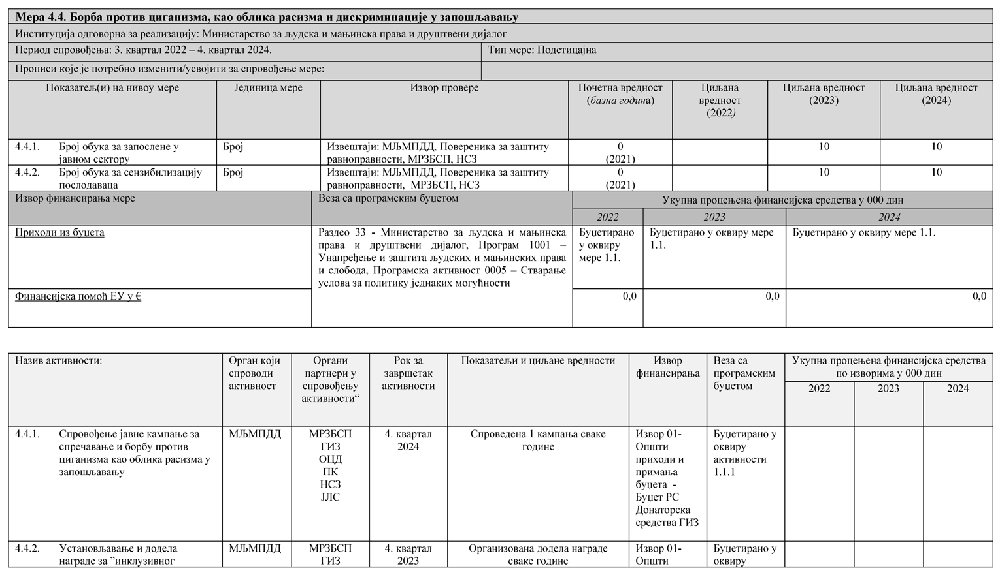 Мера 4.4. Борба против циганизма, као облика расизма и дискриминације у запошљавању
Институција одговорна за реализацију: Министарство за људска и мањинска права и друштвени дијалог
Период спровођења: 3. квартал 2022 – 4. квартал 2024.
Тип мере: Подстицајна
Прописи које је потребно изменити/усвојити за спровођење мере:
Показатељ(и) на нивоу мере
Јединица мере
Извор провере
Почетна вредност
(базна година)
Циљана
вредност
(2022)
Циљана вредност
(2023)
Циљана вредност
(2024)
4.4.1. Број обука за запослене у
јавном сектору
Број
Извештаји: МЉМПДД, Повереника за заштиту
равноправности, МРЗБСП, НСЗ
0
(2021)
10
10
4.4.2. Број обука за сензибилизацију
послодаваца
Број
Извештаји: МЉМПДД, Повереника за заштиту
равноправности, МРЗБСП, НСЗ
0
(2021)
10
10
Извор финансирања мере
Веза са програмским буџетом
Укупна процењена финансијска средства у 000 дин
2022
2023
2024
Приходи из буџета
Раздео 33 - Министарство за људска и мањинска
права и друштвени дијалог, Програм 1001 –
Унапређење и заштита људских и мањинских права
и слобода, Програмска активност 0005 – Стварање
услова за политику једнаких могућности
Буџетирано
у оквиру
мере 1.1.
Буџетирано у оквиру мере
1.1.
Буџетирано у оквиру мере 1.1.
Финансијска помоћ ЕУ у €
0,0
0,0
0,0
Назив активности:
Орган који
спроводи
активност
Органи
партнери у
спровођењу
активности“
Рок за
завршетак
активности
Показатељи и циљане вредности
Извор
финансирања
Веза са
програмским
буџетом
Укупна процењена финансијска средства
по изворима у 000 дин
2022
2023
2024
4.4.1. Спровођење јавне кампање за
спречавање и борбу против
циганизма као облика расизма у
запошљавању
МЉМПДД
МРЗБСП
ГИЗ
ОЦД
ПК
НСЗ
ЈЛС
4. квартал
2024
Спроведена 1 кампања сваке
године
Извор 01-
Општи
приходи и
примања
буџета -
Буџет РС
Донаторска
средства ГИЗ
Буџетирано у
оквиру
активности
1.1.1
4.4.2. Установљавање и додела
награде за ”инклузивног
МЉМПДД
МРЗБСП
ГИЗ
4. квартал
2023
Организована додела награде
сваке године
Извор 01-
Општи
Буџетирано у
оквиру